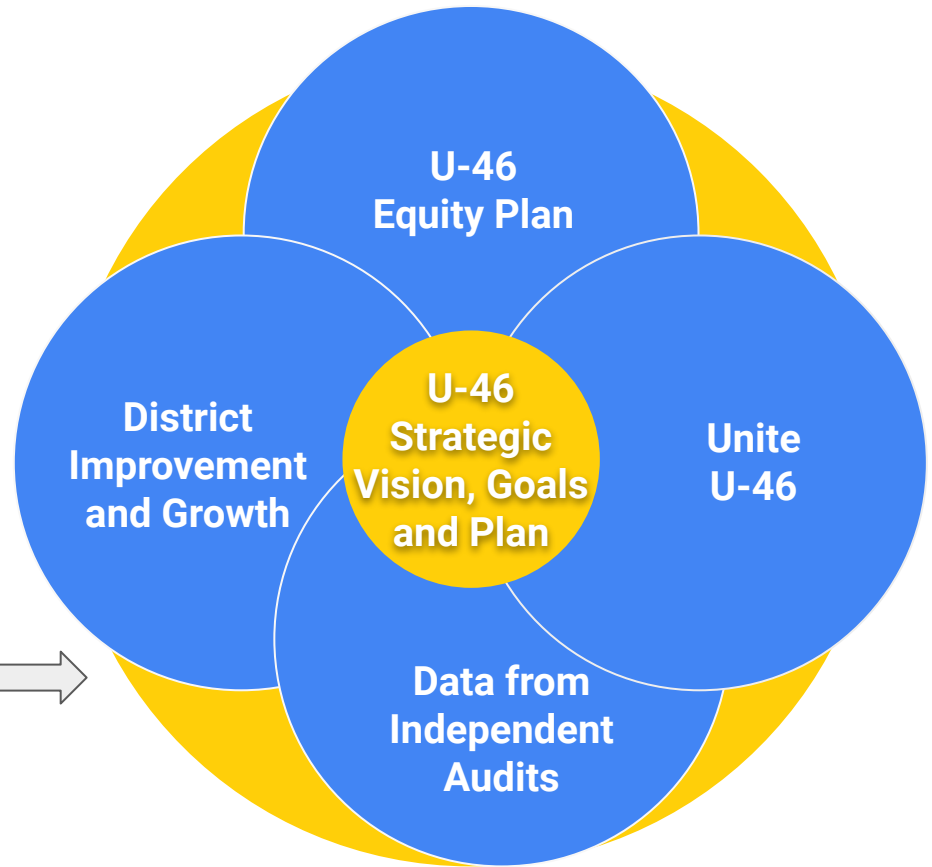 U-46
Equity Plan
District
Improvement
and Growth
U-46
Strategic
Vision, Goals
and Plan
Unite
U-46
Data from
Independent
Audits